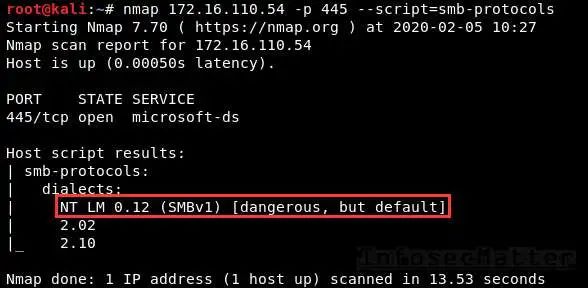 root@kali:~# nmap 172.16.110.54 -p 445 --script=smb-protocols
Starting Nmap 7.70 ( https://nmap.org ) at 2020-02-05 10:27
Nmap scan report for 172.16.110.54
Host is up (0.00050s latency).
PORT    STATE SERVICE
445/tcp open  microsoft-ds
Host script results:
| smb-protocols:
|   dialects:
|     NT LM 0.12 (SMBv1) [dangerous, but default]
|     2.02
|_    2.10
InfosecMatter
Nmap done: 1 IP address (1 host up) scanned in 13.53 seconds